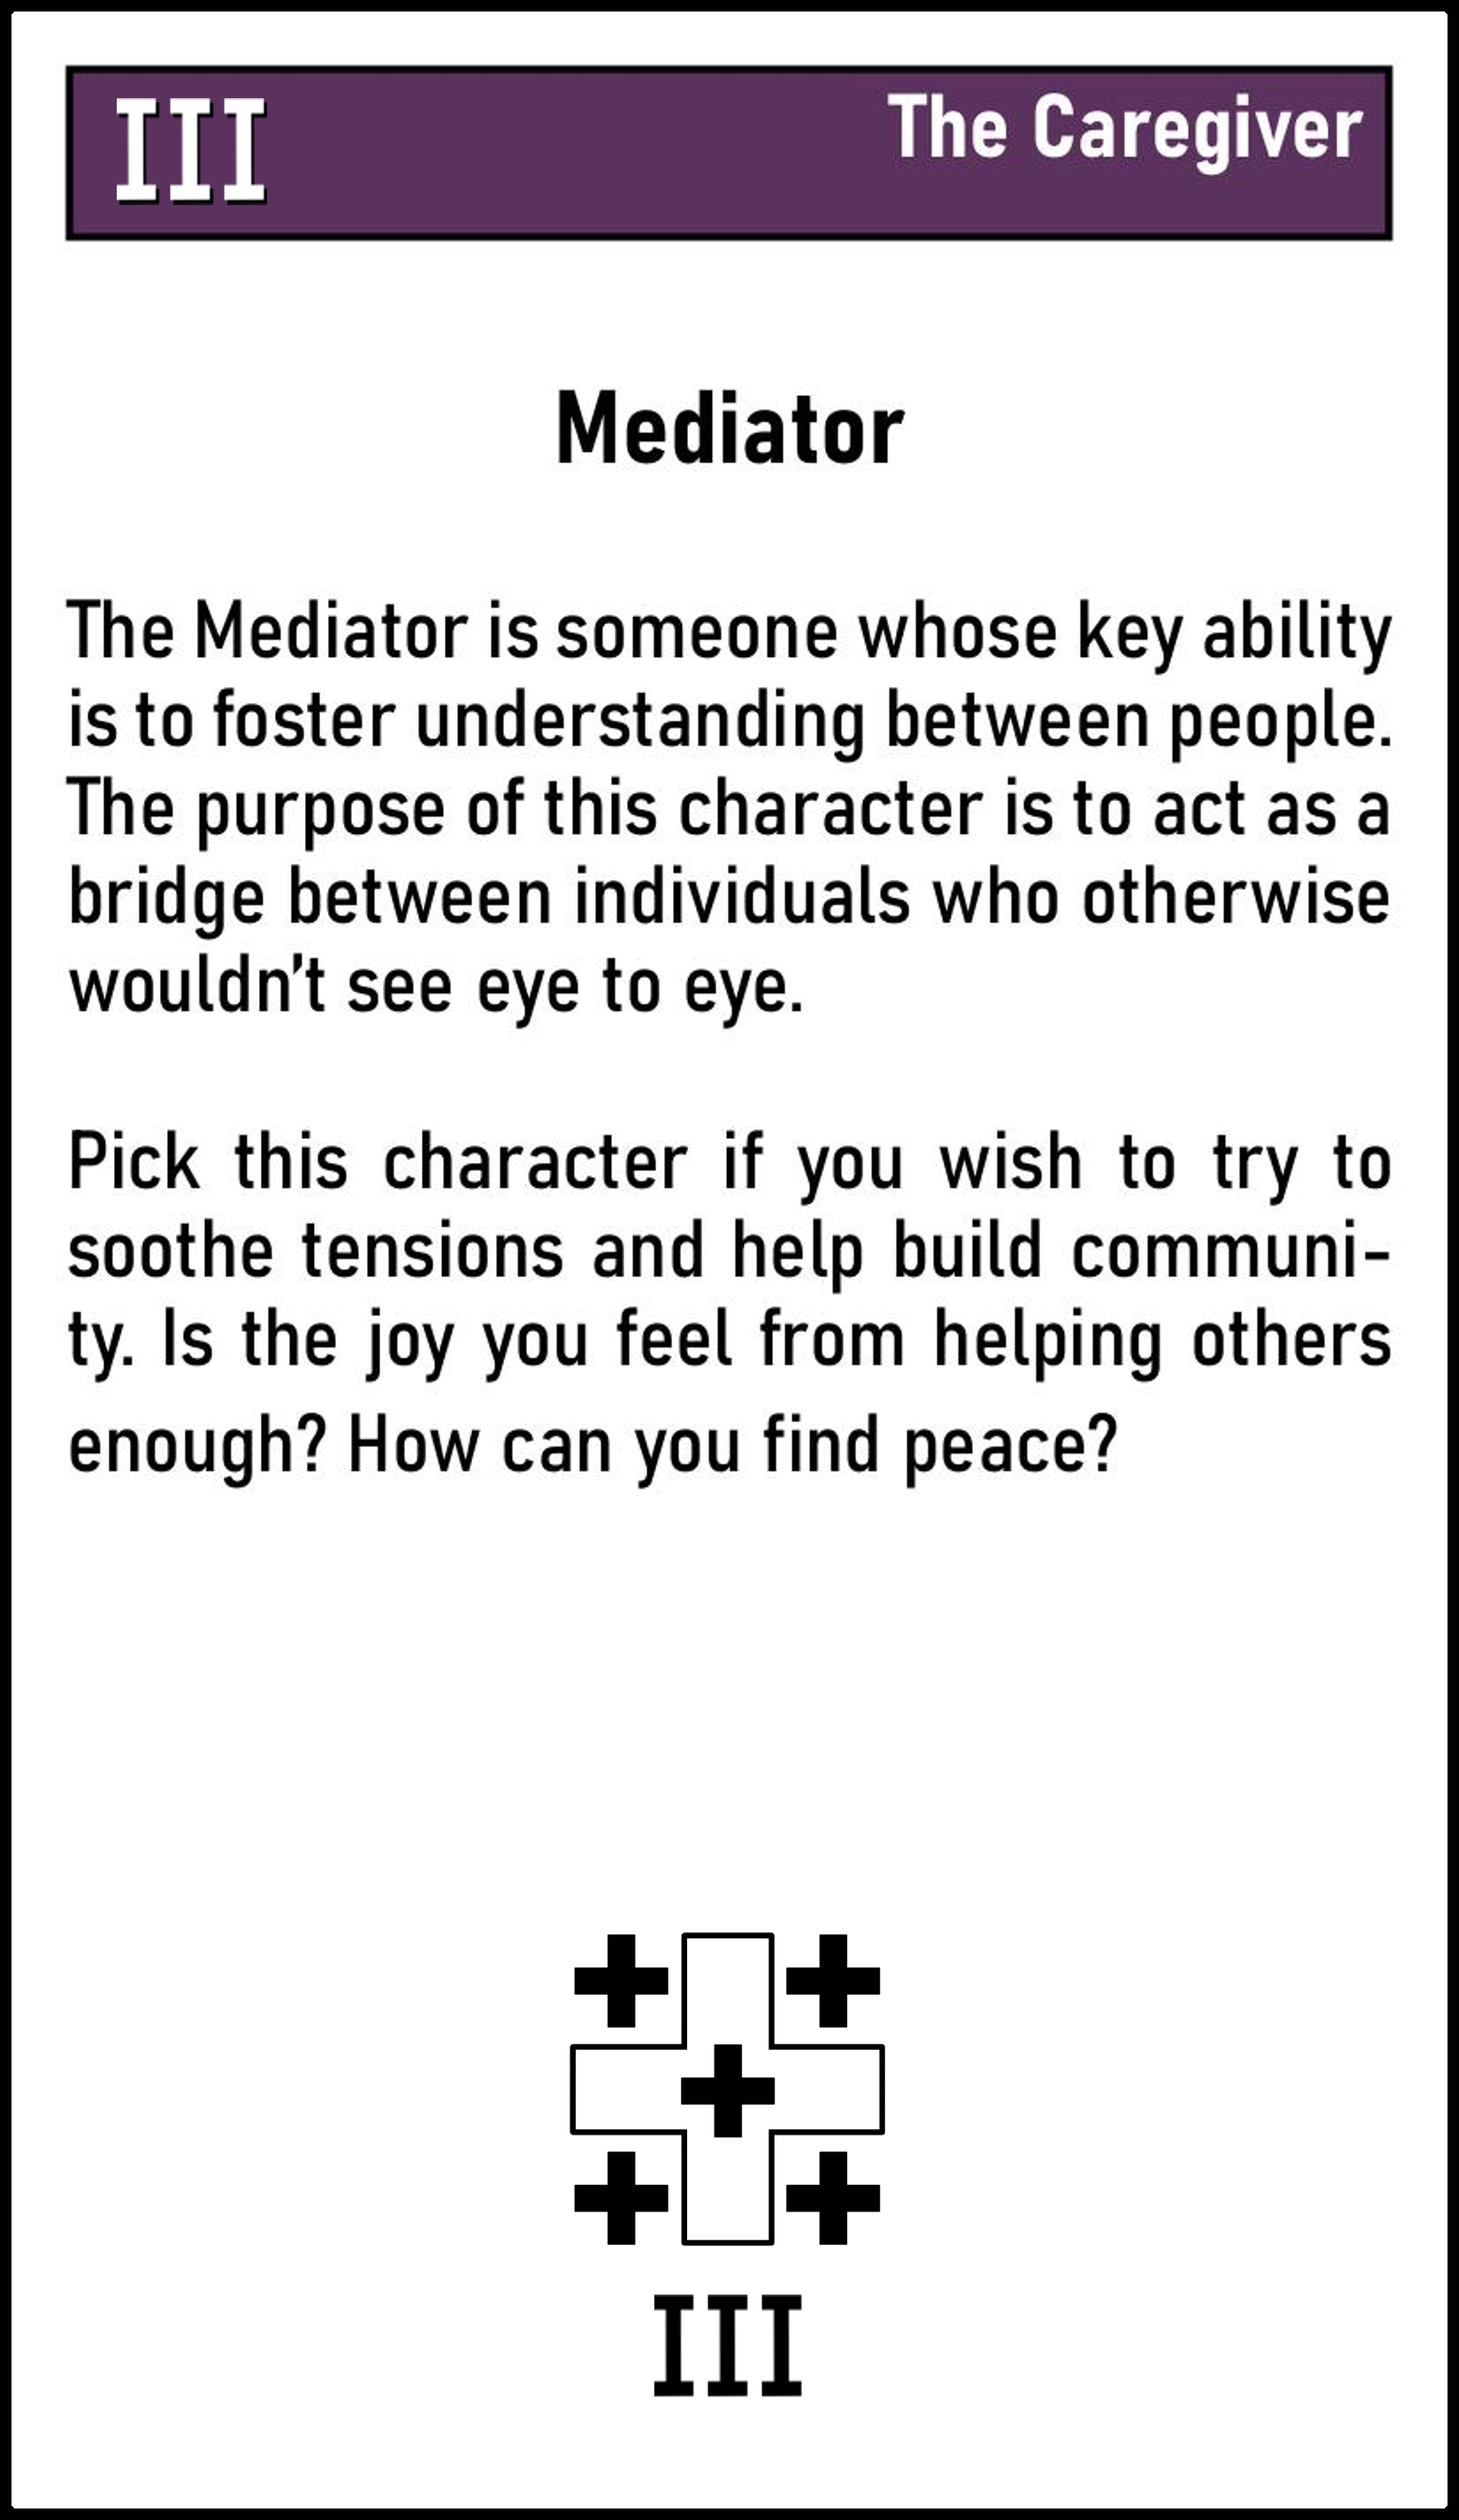 III
The Caregiver
Mediator
The Mediator is someone whose key ability
is to foster understanding between people.
The purpose of this character is to act as a
bridge between individuals who otherwise
wouldn’t see eye to eye.
Pick this character if you wish to try to
soothe tensions and help build communi-
ty. Is the joy you feel from helping others
enough? How can you find peace?
III